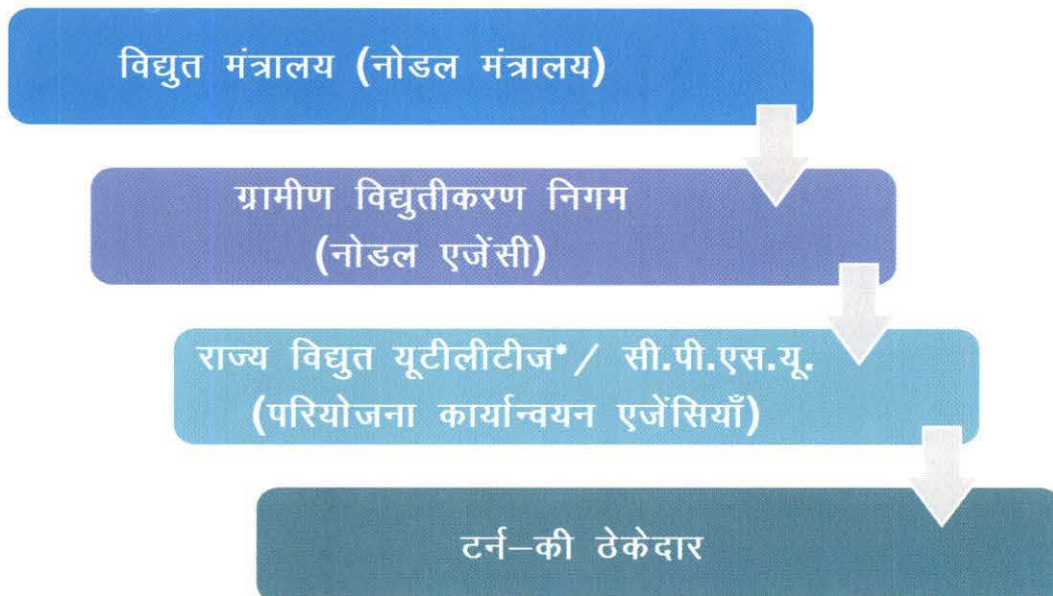 विद्युत मंत्रालय (नोडल मंत्रालय)
ग्रामीण विद्युतीकरण निगम
(नोडल एजेंसी)
राज्य विद्युत यूटीलीटीज* / सी.पी.एस.यू.
(परियोजना कार्यान्वयन एजेंसियाँ)
टर्न–की ठेकेदार